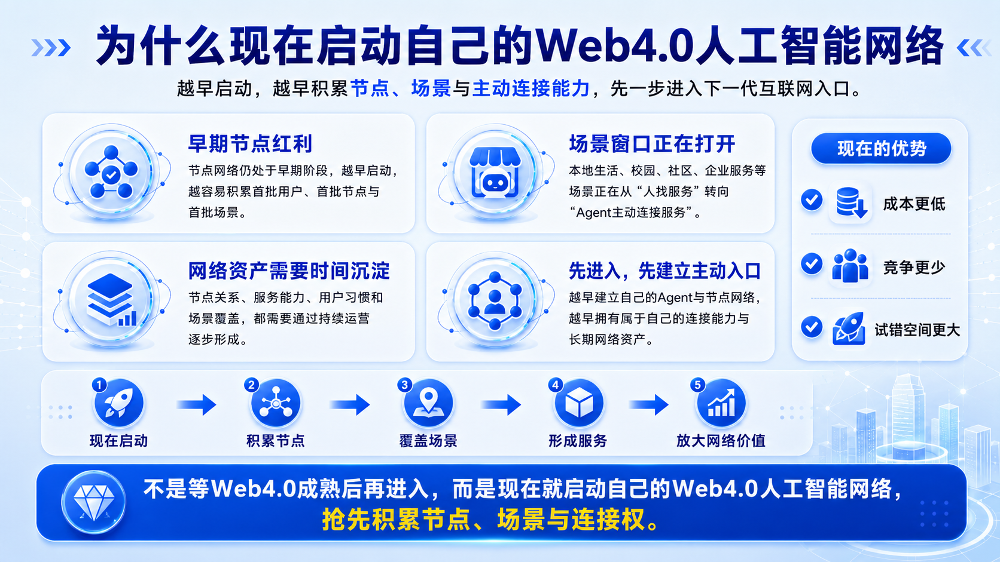 为什么现在启动自己的Web4.0人工智能网络
越早启动，越早积累节点、场景与主动连接能力，先一步进入下一代互联网入口。
早期节点红利
节点网络仍处于早期阶段，越早启动，
越容易积累首批用户、首批节点与
首批场景。
场景窗口正在打开
本地生活、校园、社区、企业服务等
场景正在从“人找服务”转向
“Agent主动连接服务”。
网络资产需要时间沉淀
节点关系、服务能力、用户习惯和
场景覆盖，都需要通过持续运营
逐步形成。
先进入，先建立主动入口
越早建立自己的Agent与节点网络，
越早拥有属于自己的连接能力与
长期网络资产。
现在的优势
成本更低
竞争更少
试错空间更大
1
现在启动
2
积累节点
3
覆盖场景
4
形成服务
5
放大网络价值
不是等Web4.0成熟后再进入，而是现在就启动自己的Web4.0人工智能网络，
抢先积累节点、场景与连接权。